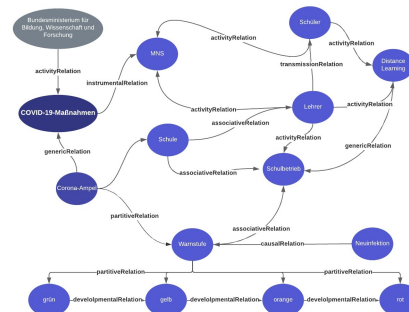 Bundesministerium für
Bildung, Wissenschaft und
Forschung
Schüler
activityRelation
activityRelation
MNS
Distance
Learning
activityRelation
instrumentalRelation
transmissionRelation
COVID-19-Maßnahmen
activityRelation
Lehrer
activityRelation
associativeRelation
Schule
activityRelation
genericRelation
genericRelation
Schulbetrieb
associativeRelation
Corona-Ampel
partitiveRelation
associativeRelation
Warnstufe
causalRelation
Neuinfektion
partitiveRelation
partitiveRelation
grün
develolpmentalRelation
gelb
develolpmentalRelation
orange
develolpmentalRelation
rot